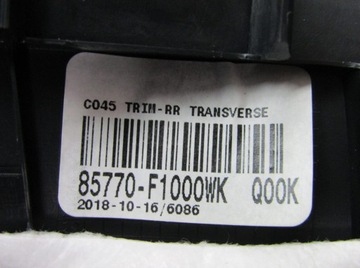 C045 TRIM-RR TRANSVERSE
85770-F1000WK Q00K
2018-10-16/6086